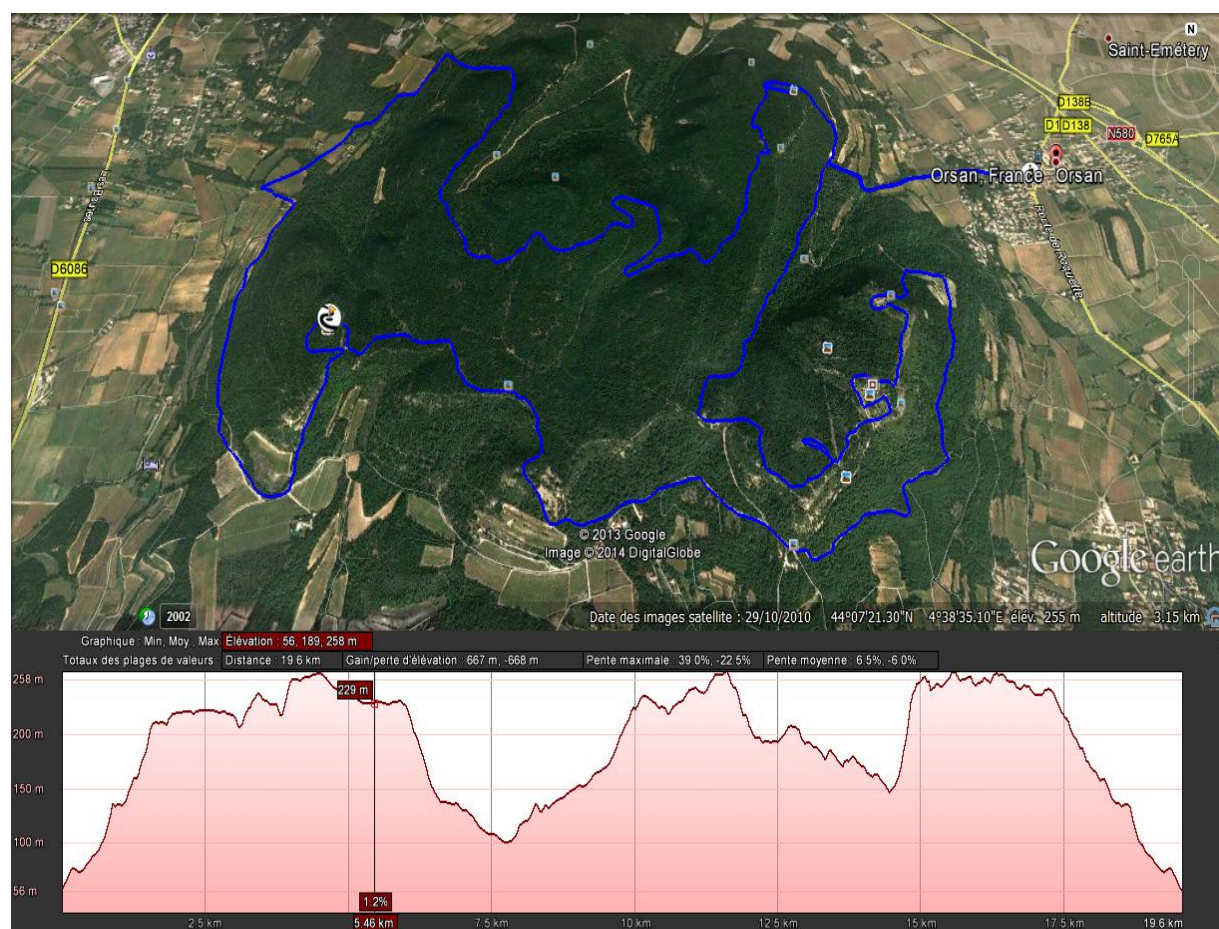 N
Saint-Emétery
D138B
D1 D138
N580
D765A
Orsan, France Orsan
Route de Roquette
D6086
© 2013 Google
Image © 2014 DigitalGlobe
Google earth
2002
Date des images satellite : 29/10/2010 44°07'21.30"N 4°38'35.10"E élév. 255 m altitude 3.15 km
Graphique : Min, Moy., Max Élévation : 56, 189, 258 m
Totaux des plages de valeurs : Distance : 19.6 km Gain/perte d'élévation : 667 m, -668 m Pente maximale : 39.0%, -22.5% Pente moyenne : 6.5%, -6.0%
258 m
229 m
200 m
150 m
100 m
56 m
1.2%
2.5 km 5.46 km 7.5 km 10 km 12.5 km 15 km 17.5 km 19.6 km